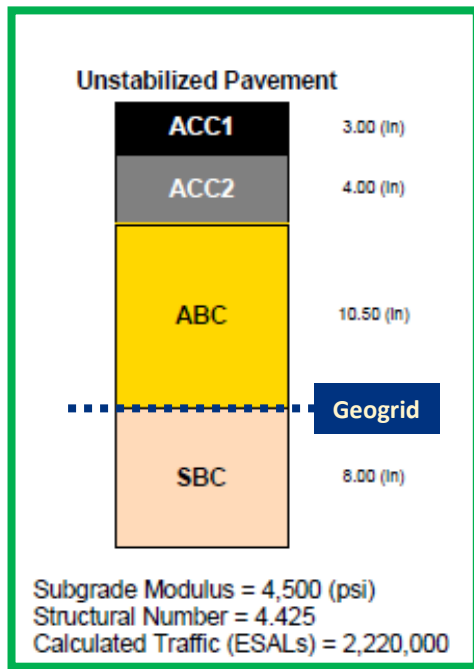 Unstabilized Pavement
ACC1 3.00 (in)
ACC2 4.00 (in)
ABC 10.50 (in)
Geogrid
SBC 8.00 (in)
Subgrade Modulus = 4,500 (psi)
Structural Number = 4.425
Calculated Traffic (ESALs) = 2,220,000